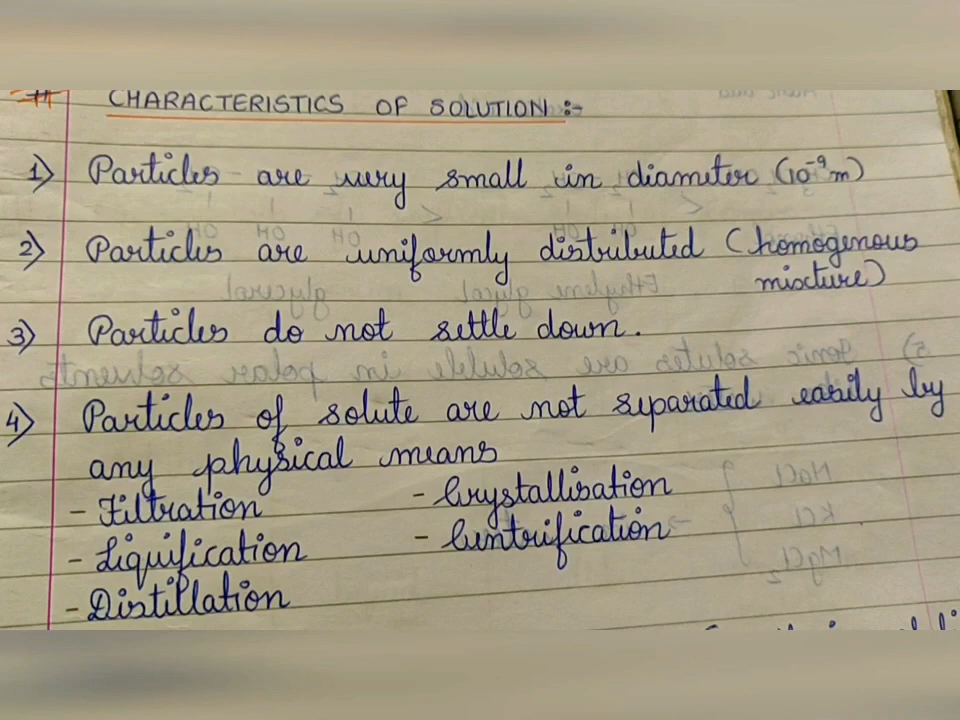 # CHARACTERISTICS OF SOLUTION :-
1) Particles are very small in diameter (10⁻⁹m)
2) Particles are uniformly distributed (homogenous
mixture)
3) Particles do not settle down.
4) Particles of solute are not separated easily by
any physical means
- Filtration - Crystallisation
- Liquification - Centrification
- Distillation